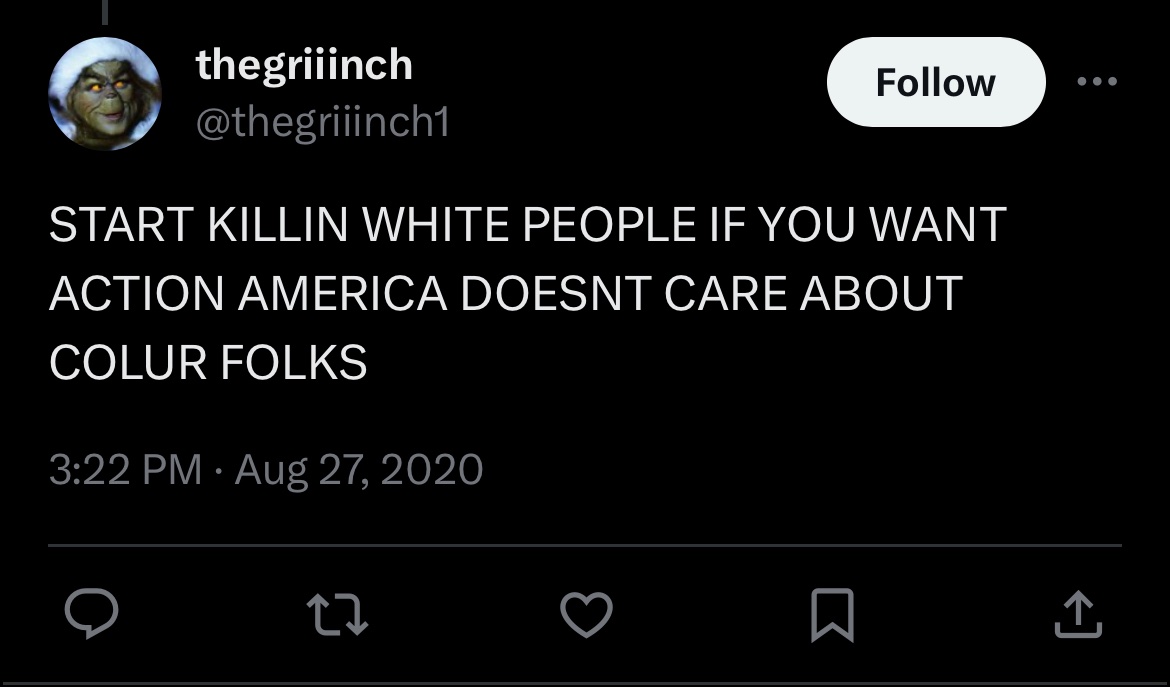 thegriiinch
@thegriiinch1
Follow
START KILLIN WHITE PEOPLE IF YOU WANT
ACTION AMERICA DOESNT CARE ABOUT
COLUR FOLKS
3:22 PM · Aug 27, 2020